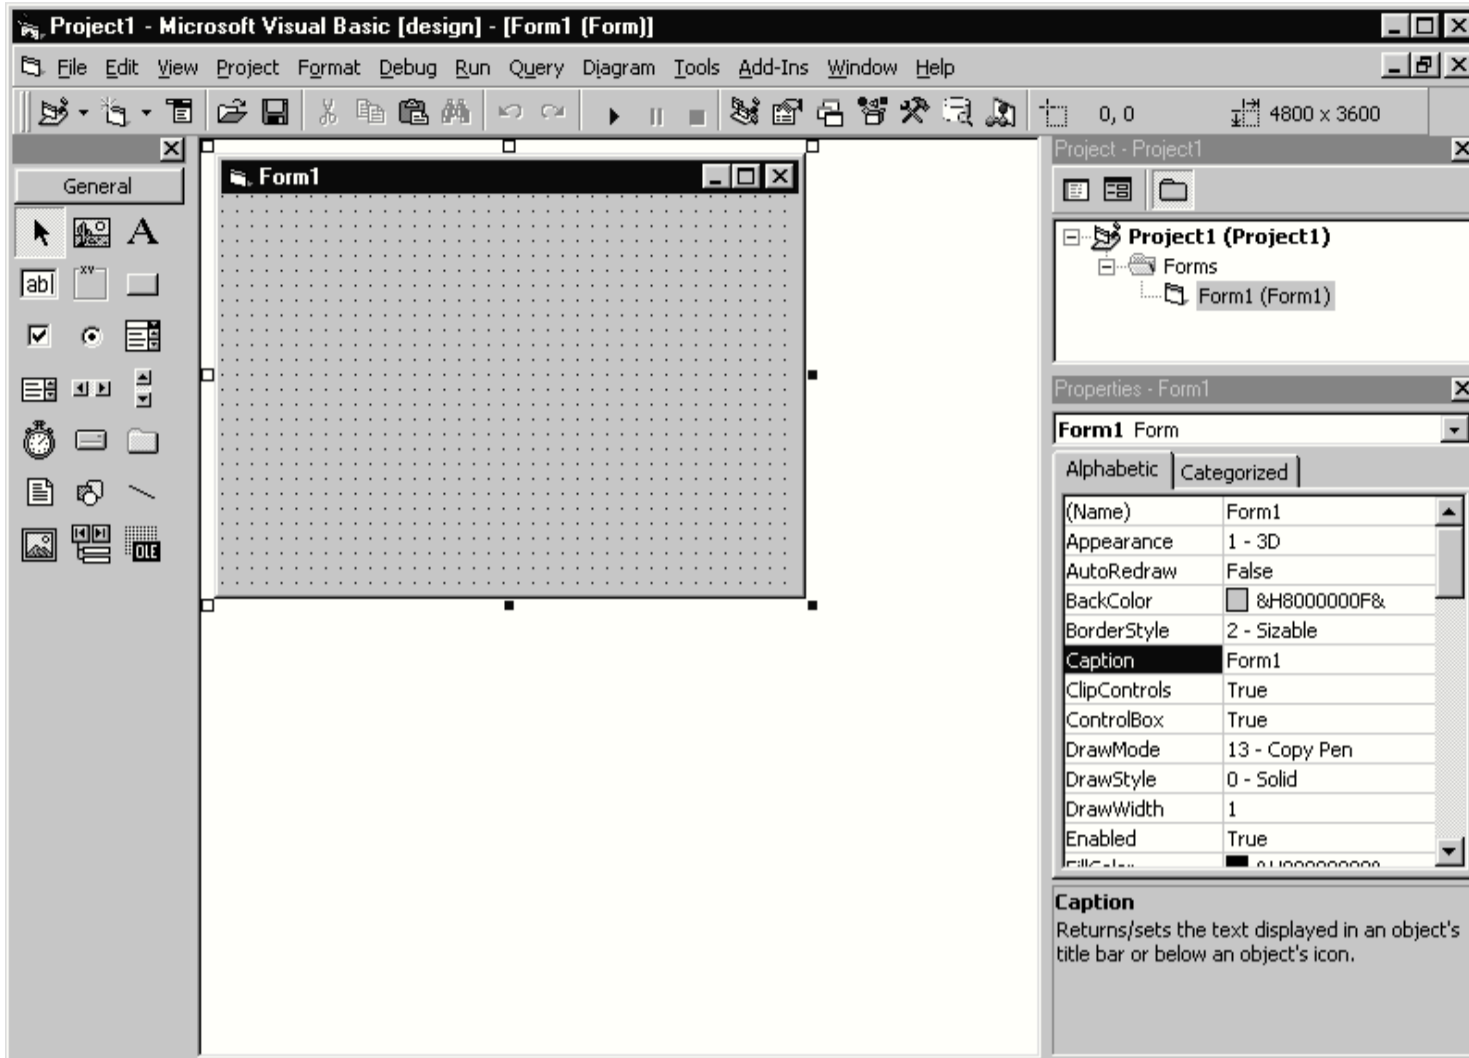 Project1 - Microsoft Visual Basic [design] - [Form1 (Form)]
File Edit View Project Format Debug Run Query Diagram Tools Add-Ins Window Help
0, 0 4800 x 3600
General
A
ab
XY
OLE
Form1
Project - Project1
Project1 (Project1)
Forms
Form1 (Form1)
Properties - Form1
Form1 Form
Alphabetic Categorized
(Name) Form1
Appearance 1 - 3D
AutoRedraw False
BackColor &H8000000F&
BorderStyle 2 - Sizable
Caption Form1
ClipControls True
ControlBox True
DrawMode 13 - Copy Pen
DrawStyle 0 - Solid
DrawWidth 1
Enabled True
Caption
Returns/sets the text displayed in an object's
title bar or below an object's icon.